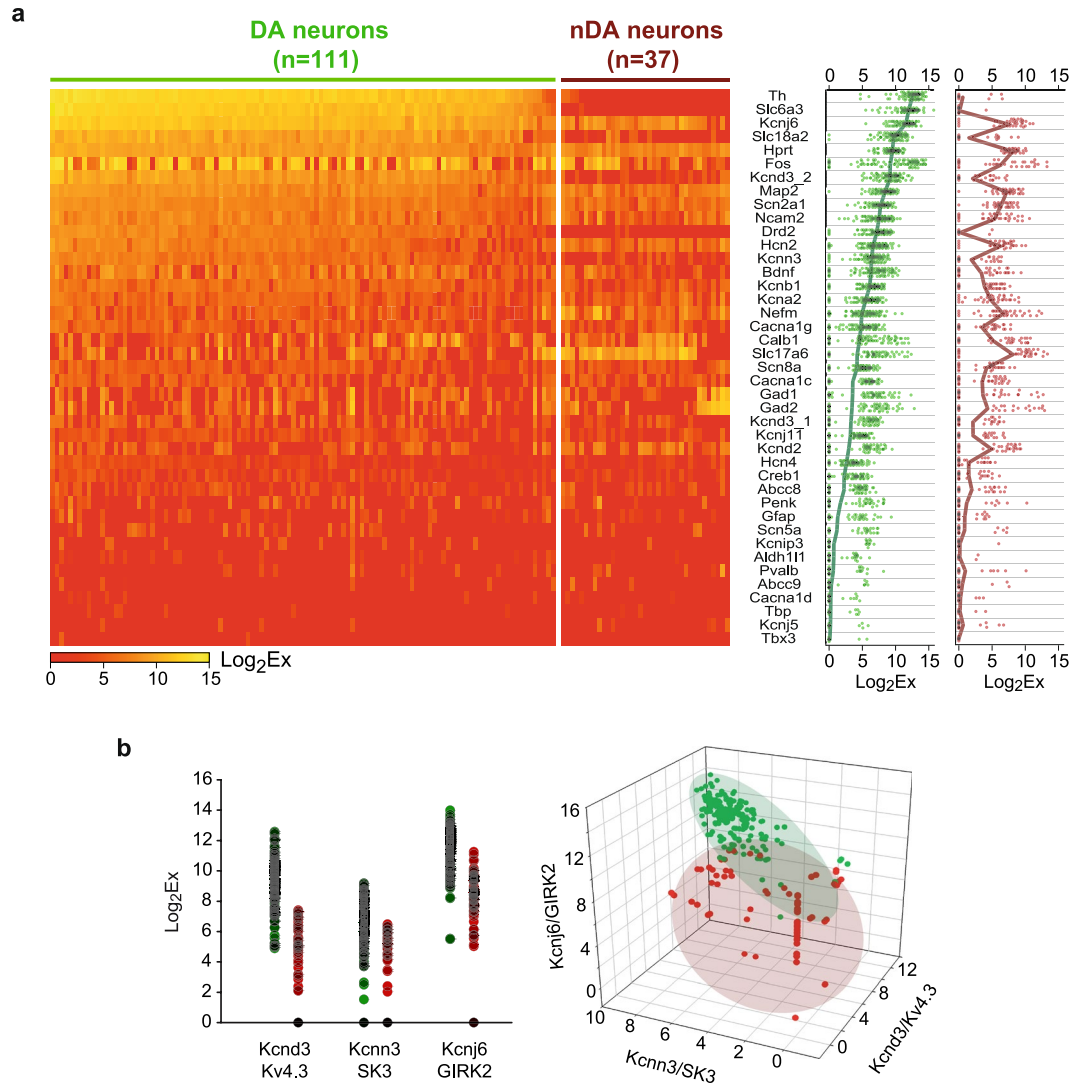 a
DA neurons
(n=111)
nDA neurons
(n=37)
0 5 10 15
0 5 10 15
Th
Slc6a3
Kcnj6
Slc18a2
Hprt
Fos
Kcnd3_2
Map2
Scn2a1
Ncam2
Drd2
Hcn2
Kcnn3
Bdnf
Kcnb1
Kcna2
Nefm
Cacna1g
Calb1
Slc17a6
Scn8a
Cacna1c
Gad1
Gad2
Kcnd3_1
Kcnj11
Kcnd2
Hcn4
Creb1
Abcc8
Penk
Gfap
Scn5a
Kcnip3
Aldh1l1
Pvalb
Abcc9
Cacna1d
Tbp
Kcnj5
Tbx3
0 5 10 15
Log2Ex
0 5 10 15
Log2Ex
0 5 10 15
Log2Ex
b
16
14
12
10
8
6
4
2
0
Log2Ex
Kcnd3 Kcnn3 Kcnj6
Kv4.3 SK3 GIRK2
16
12
8
4
0
Kcnj6/GIRK2
10 8 6 4 2 0
Kcnn3/SK3
0 4 8 12
Kcnd3/Kv4.3